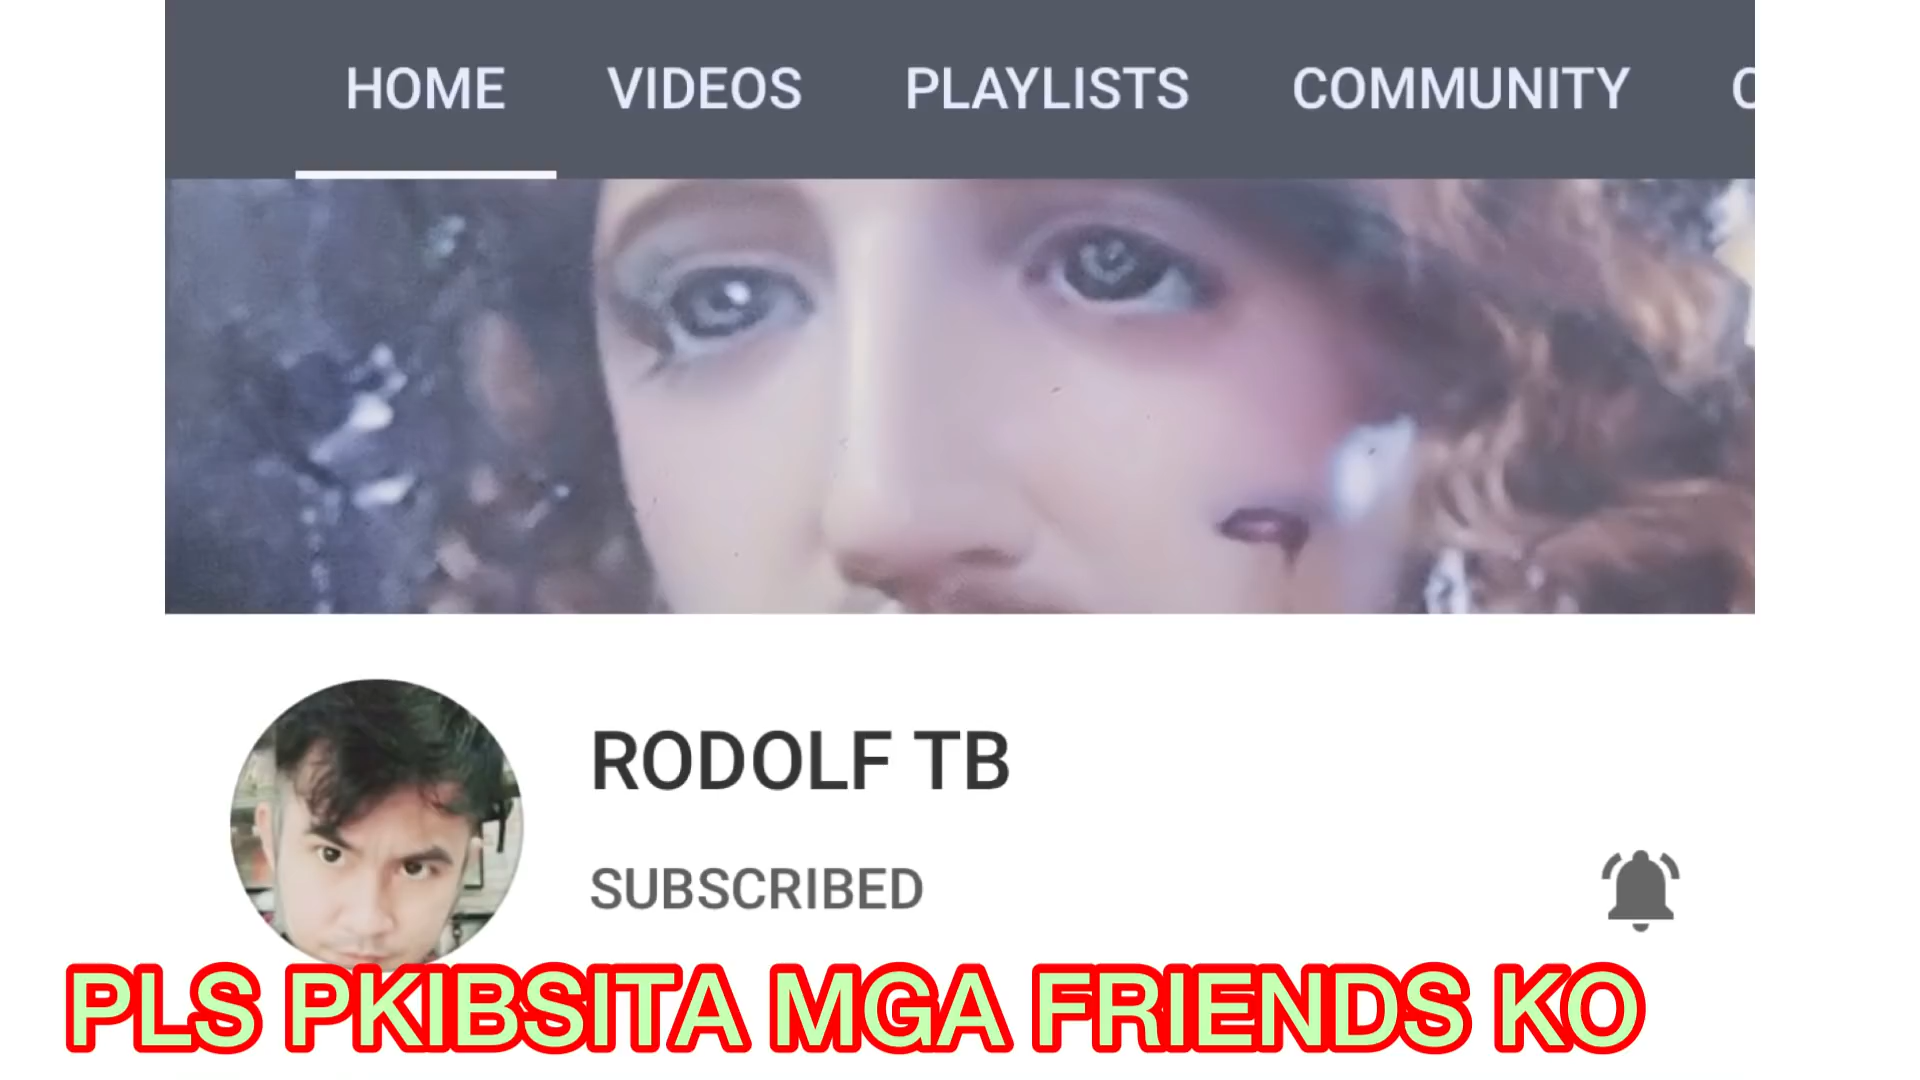 HOME VIDEOS PLAYLISTS COMMUNITY C
RODOLF TB
SUBSCRIBED
PLS PKIBSITA MGA FRIENDS KO